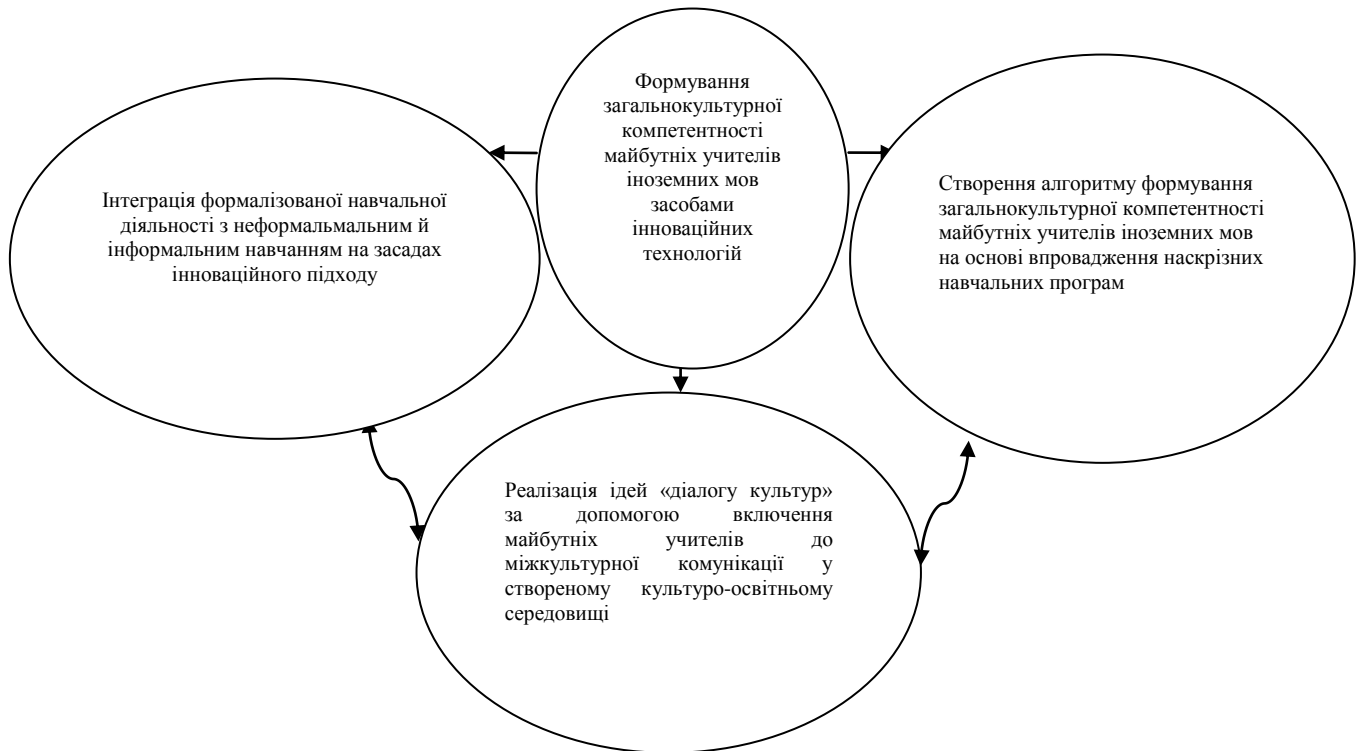 Формування
загальнокультурної
компетентності
майбутніх учителів
іноземних мов
засобами
інноваційних
технологій
Інтеграція формалізованої навчальної
діяльності з неформальмальним й
інформальним навчанням на засадах
інноваційного підходу
Створення алгоритму формування
загальнокультурної компетентності
майбутніх учителів іноземних мов
на основі впровадження наскрізних
навчальних програм
Реалізація ідей «діалогу культур»
за допомогою включення
майбутніх учителів до
міжкультурної комунікації у
створеному культуро-освітньому
середовищі